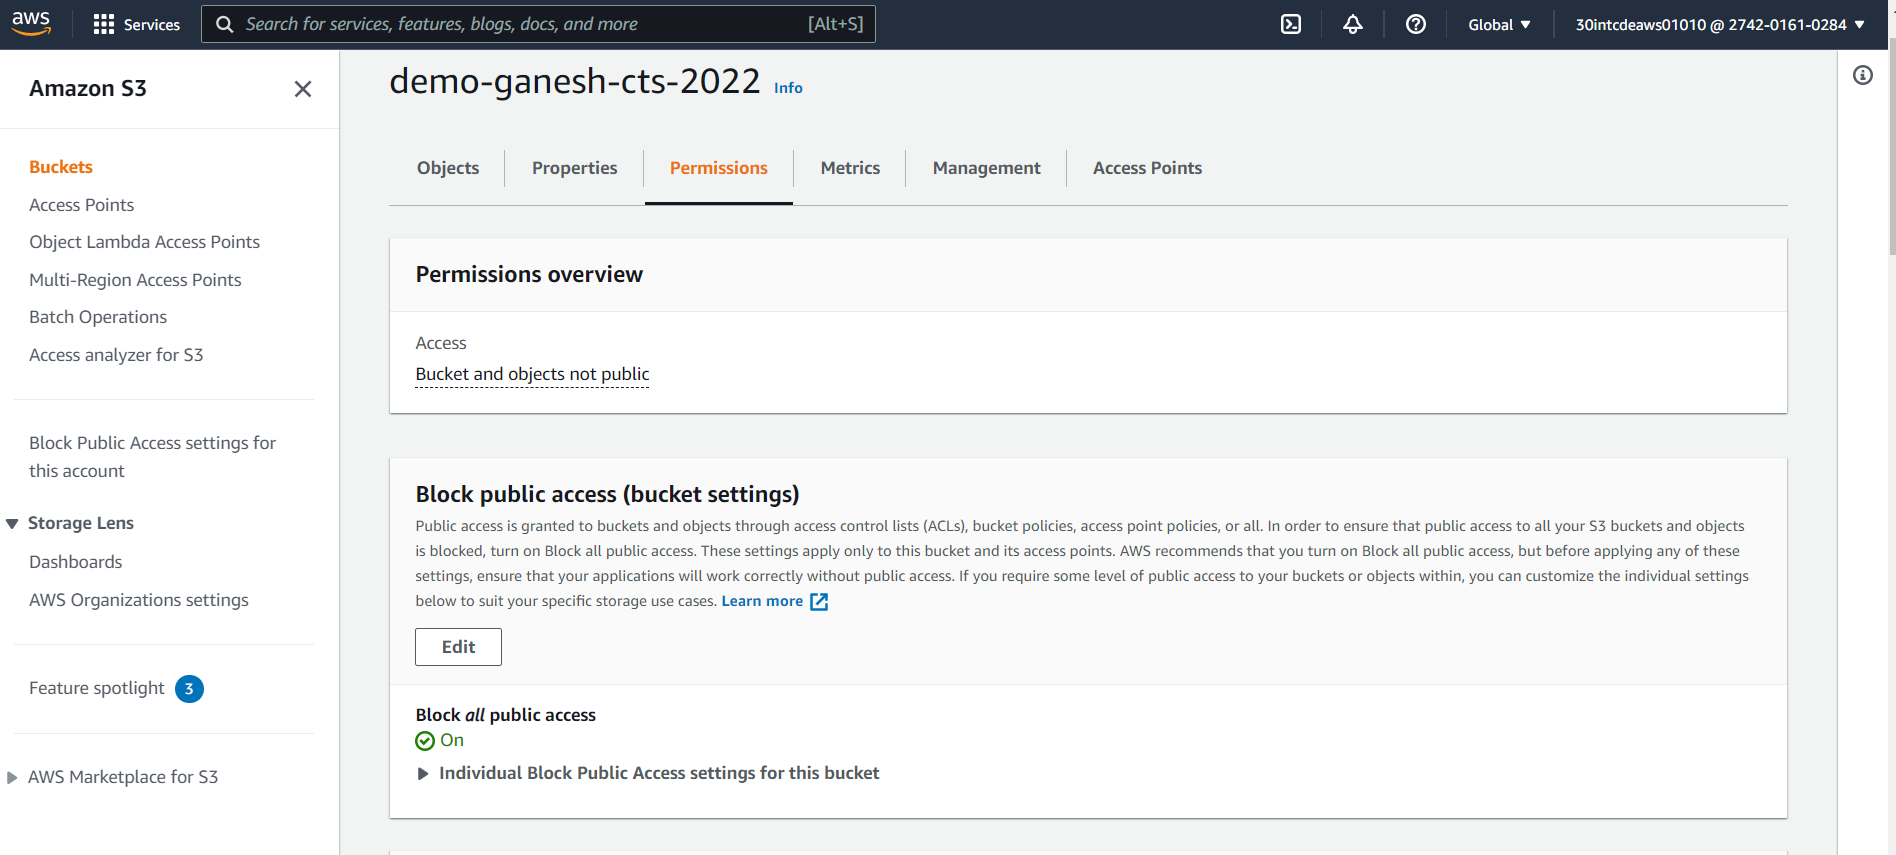 aws
Services
Search for services, features, blogs, docs, and more
[Alt+S]
Global
30intcdeaws01010 @ 2742-0161-0284
Amazon S3
Buckets
Access Points
Object Lambda Access Points
Multi-Region Access Points
Batch Operations
Access analyzer for S3
Block Public Access settings for
this account
Storage Lens
Dashboards
AWS Organizations settings
Feature spotlight 3
AWS Marketplace for S3
demo-ganesh-cts-2022 Info
Objects
Properties
Permissions
Metrics
Management
Access Points
Permissions overview
Access
Bucket and objects not public
Block public access (bucket settings)
Public access is granted to buckets and objects through access control lists (ACLs), bucket policies, access point policies, or all. In order to ensure that public access to all your S3 buckets and objects
is blocked, turn on Block all public access. These settings apply only to this bucket and its access points. AWS recommends that you turn on Block all public access, but before applying any of these
settings, ensure that your applications will work correctly without public access. If you require some level of public access to your buckets or objects within, you can customize the individual settings
below to suit your specific storage use cases. Learn more
Edit
Block all public access
On
Individual Block Public Access settings for this bucket